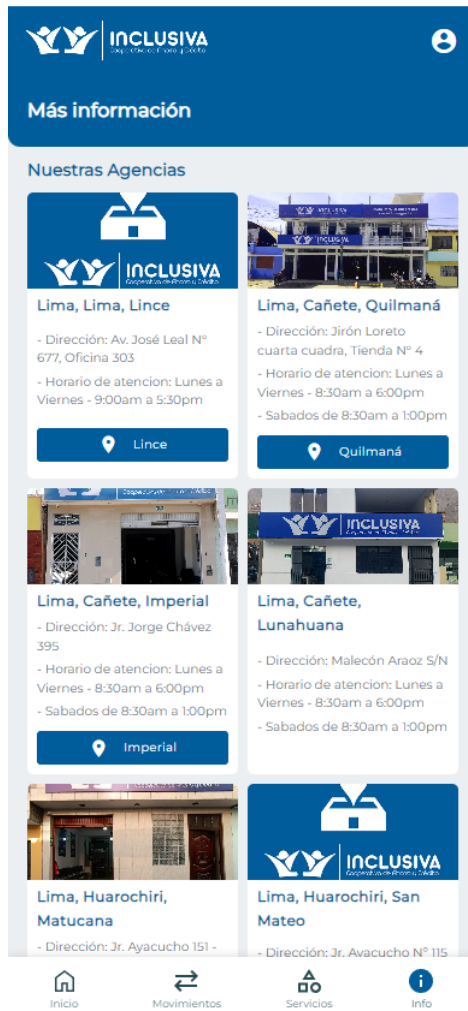 INCLUSIVA
Cooperativa de Ahorro y Crédito
Más información
Nuestras Agencias
INCLUSIVA
Cooperativa de Ahorro y Crédito
Lima, Lima, Lince
- Dirección: Av. José Leal N°
677, Oficina 303
- Horario de atencion: Lunes a
Viernes - 9:00am a 5:30pm
Lince
INCLUSIVA
INCLUSIVA
Lima, Cañete, Quilmaná
- Dirección: Jirón Loreto
cuarta cuadra, Tienda N° 4
- Horario de atencion: Lunes a
Viernes - 8:30am a 6:00pm
- Sabados de 8:30am a 1:00pm
Quilmaná
Lima, Cañete, Imperial
- Dirección: Jr. Jorge Chávez
395
- Horario de atencion: Lunes a
Viernes - 8:30am a 6:00pm
- Sabados de 8:30am a 1:00pm
Imperial
INCLUSIVA
Cooperativa de Ahorro y Crédito
Lima, Cañete,
Lunahuana
- Dirección: Malecón Araoz S/N
- Horario de atencion: Lunes a
Viernes - 8:30am a 6:00pm
- Sabados de 8:30am a 1:00pm
Lima, Huarochiri,
Matucana
- Dirección: Jr. Ayacucho 151 -
INCLUSIVA
Cooperativa de Ahorro y Crédito
Lima, Huarochiri, San
Mateo
- Dirección: Jr. Ayacucho N° 115
Inicio
Movimientos
Servicios
Info